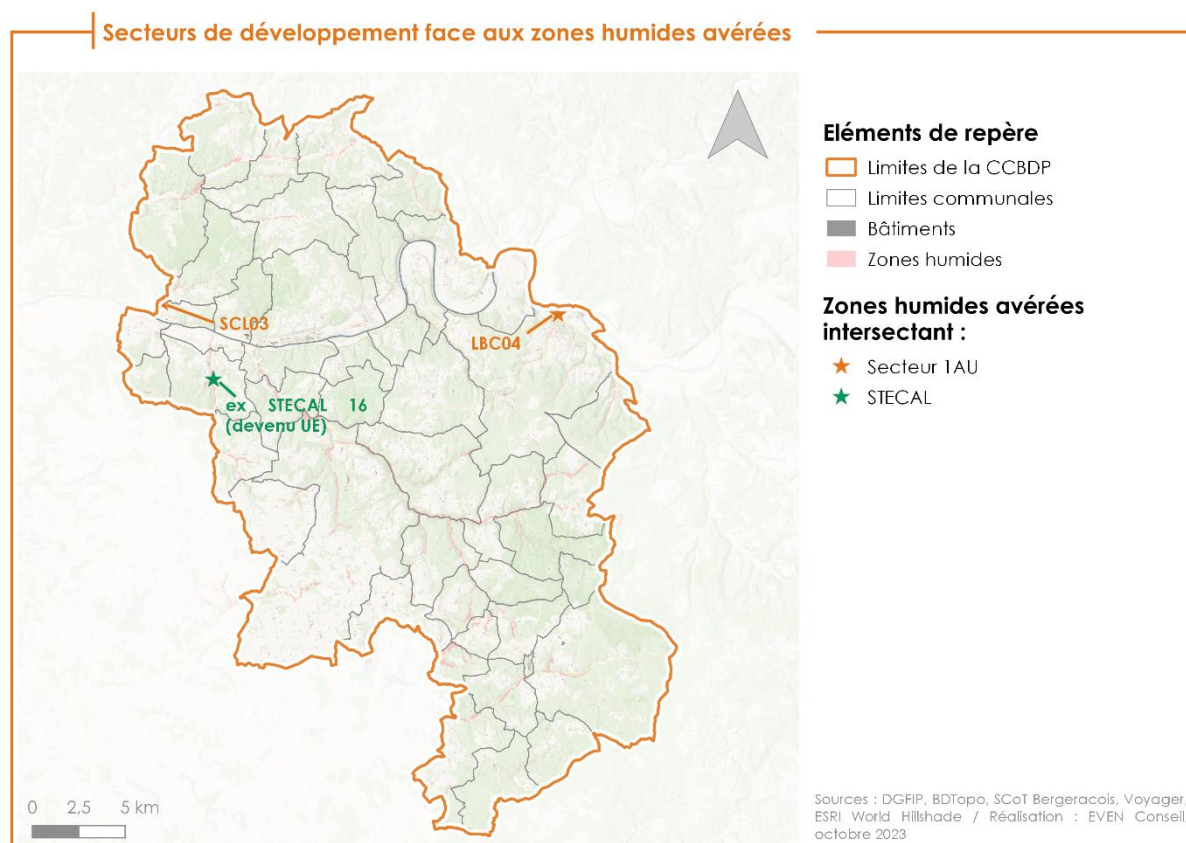 Secteurs de développement face aux zones humides avérées
Eléments de repère
Limites de la CCBDP
Limites communales
Bâtiments
Zones humides
Zones humides avérées
intersectant :
Secteur 1AU
STECAL
SCL03
LBC04
ex STECAL 16
(devenu UE)
0 2,5 5 km
Sources : DGFIP, BDTopo, SCoT Bergeracois, Voyager,
ESRI World Hillshade / Réalisation : EVEN Conseil,
octobre 2023